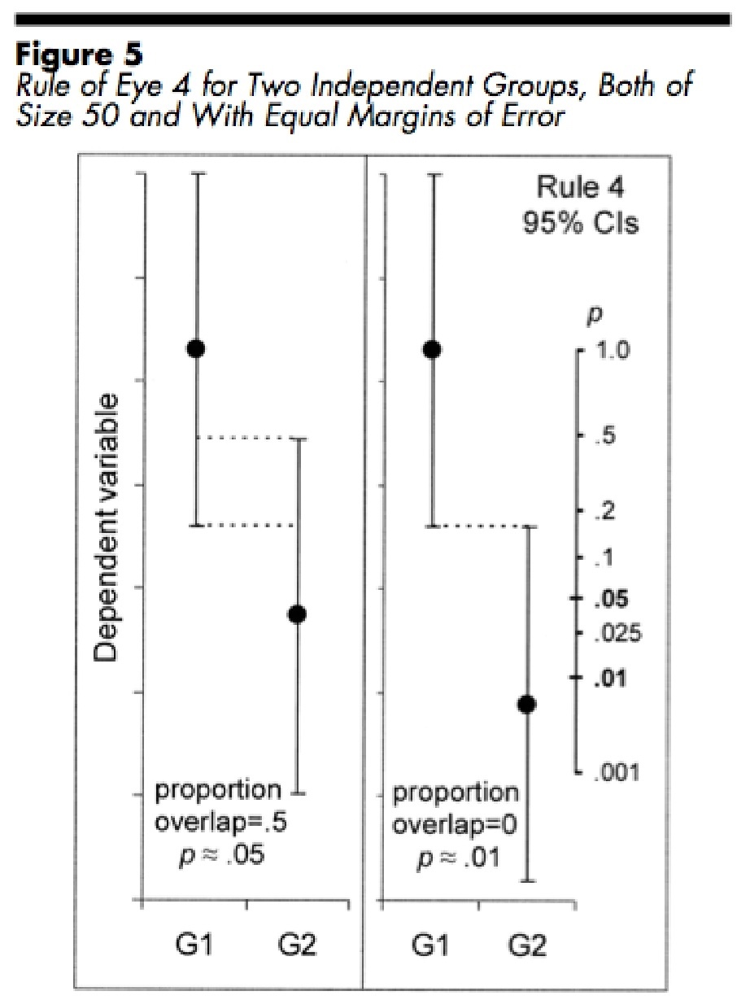 Figure 5
Rule of Eye 4 for Two Independent Groups, Both of
Size 50 and With Equal Margins of Error
Rule 4
95% CIs
p
1.0
.5
.2
.1
.05
.025
.01
.001
Dependent variable
proportion
overlap=.5
p ≈ .05
proportion
overlap=0
p ≈ .01
G1
G2
G1
G2